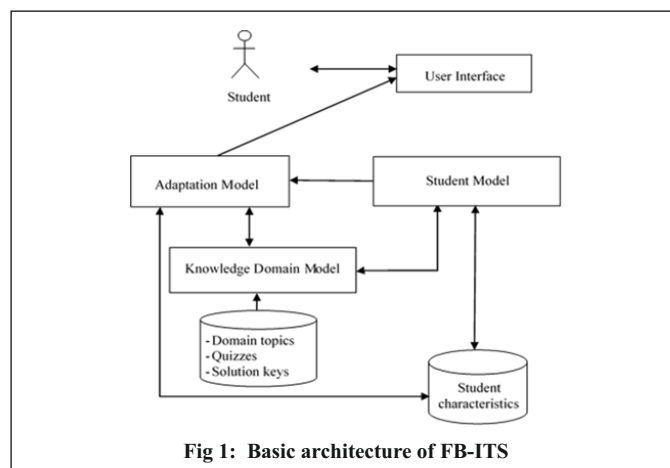 Student
User Interface
Adaptation Model
Student Model
Knowledge Domain Model
- Domain topics
- Quizzes
- Solution keys
Student
characteristics
Fig 1: Basic architecture of FB-ITS